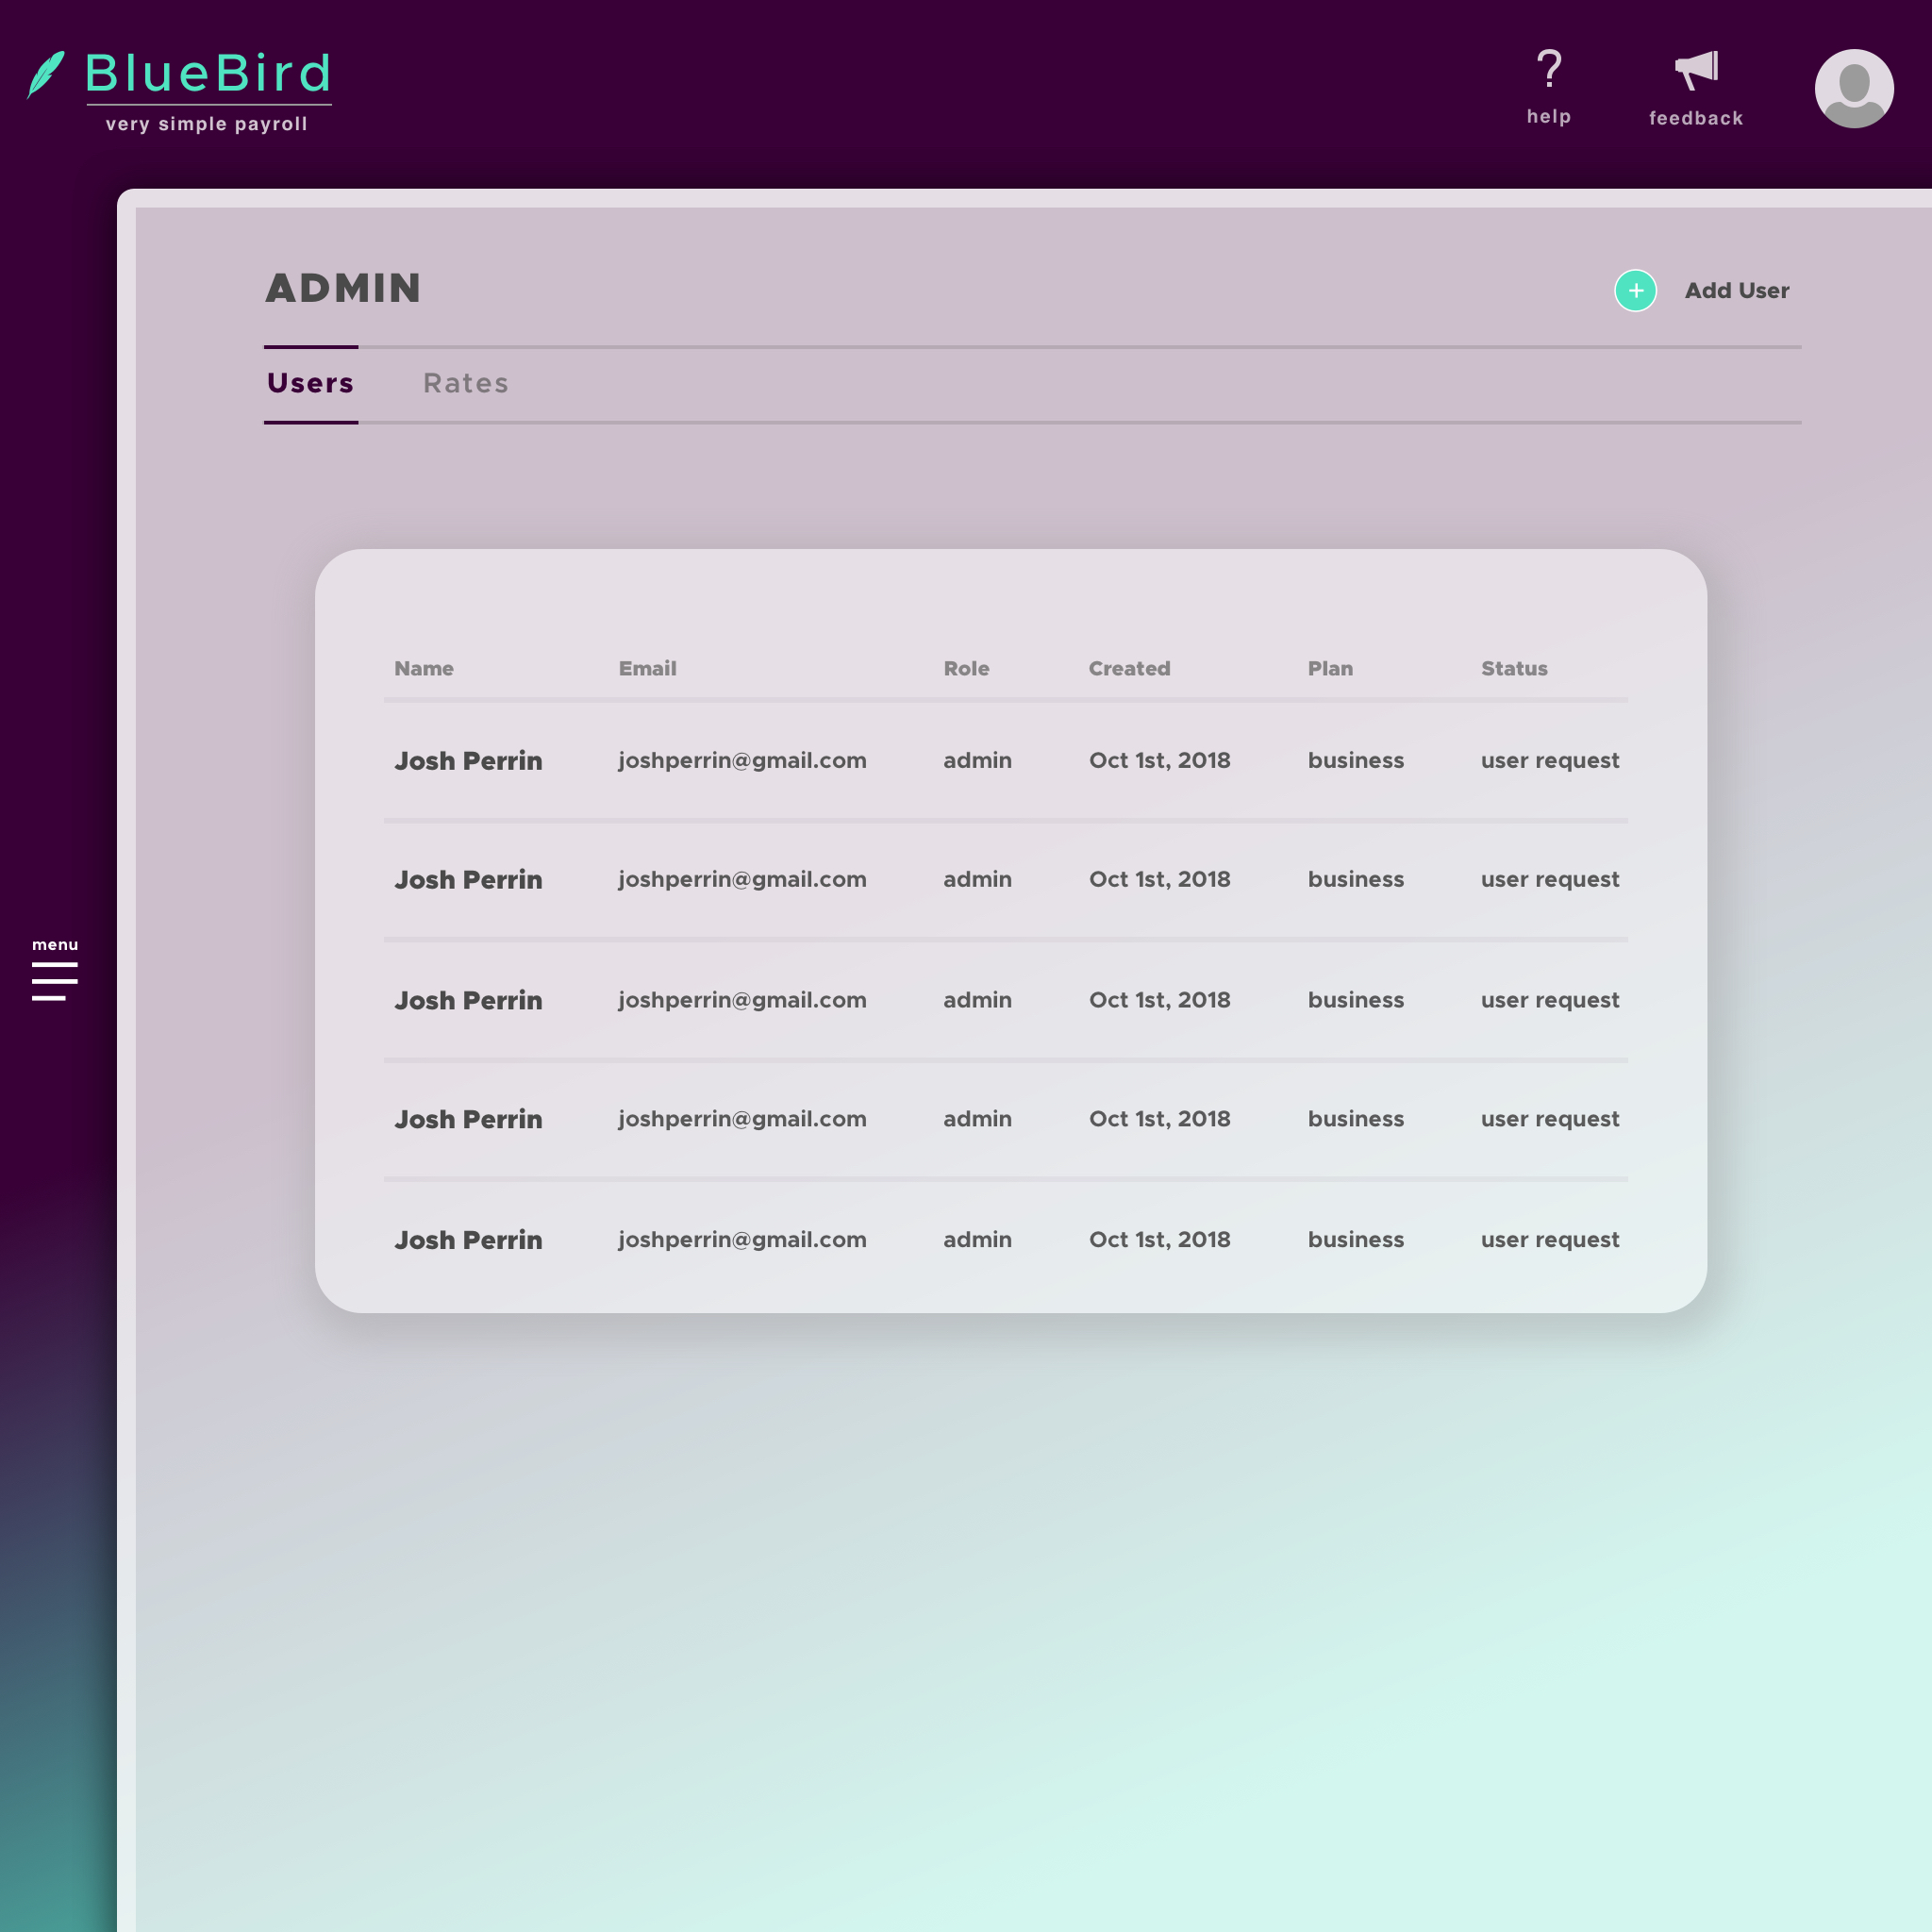 BlueBird
very simple payroll
?
help
feedback
ADMIN
+ Add User
Users Rates
Name Email Role Created Plan Status
Josh Perrin joshperrin@gmail.com admin Oct 1st, 2018 business user request
Josh Perrin joshperrin@gmail.com admin Oct 1st, 2018 business user request
menu
Josh Perrin joshperrin@gmail.com admin Oct 1st, 2018 business user request
Josh Perrin joshperrin@gmail.com admin Oct 1st, 2018 business user request
Josh Perrin joshperrin@gmail.com admin Oct 1st, 2018 business user request